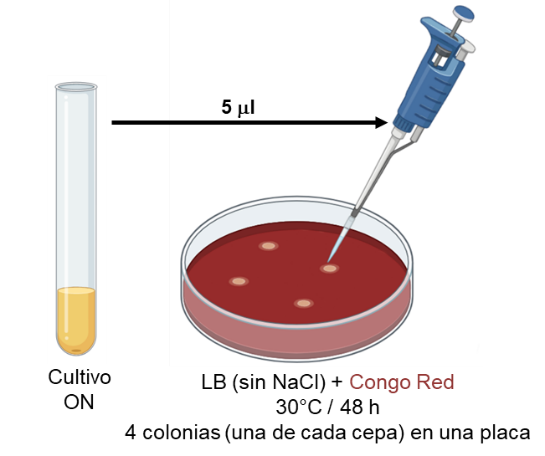 5 µl
Cultivo
ON
LB (sin NaCl) + Congo Red
30°C / 48 h
4 colonias (una de cada cepa) en una placa